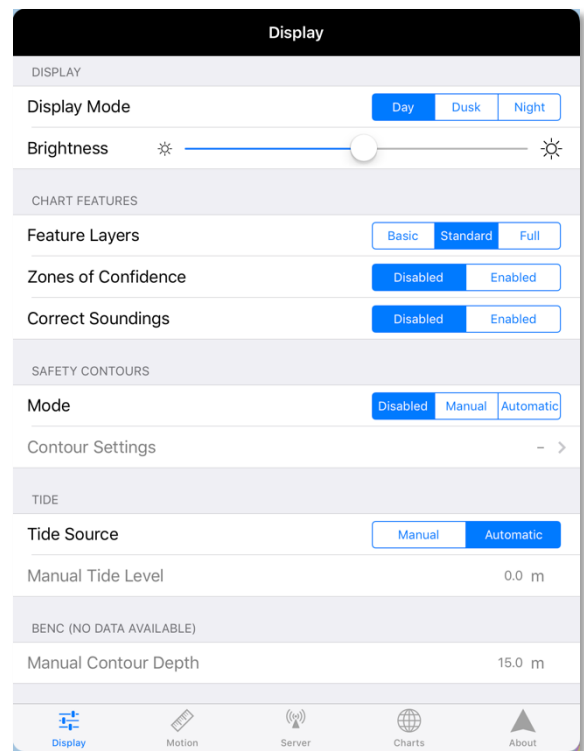 Display
DISPLAY
Display Mode Day Dusk Night
Brightness
CHART FEATURES
Feature Layers Basic Standard Full
Zones of Confidence Disabled Enabled
Correct Soundings Disabled Enabled
SAFETY CONTOURS
Mode Disabled Manual Automatic
Contour Settings –
TIDE
Tide Source Manual Automatic
Manual Tide Level 0.0 m
BENC (NO DATA AVAILABLE)
Manual Contour Depth 15.0 m
Display Motion Server Charts About